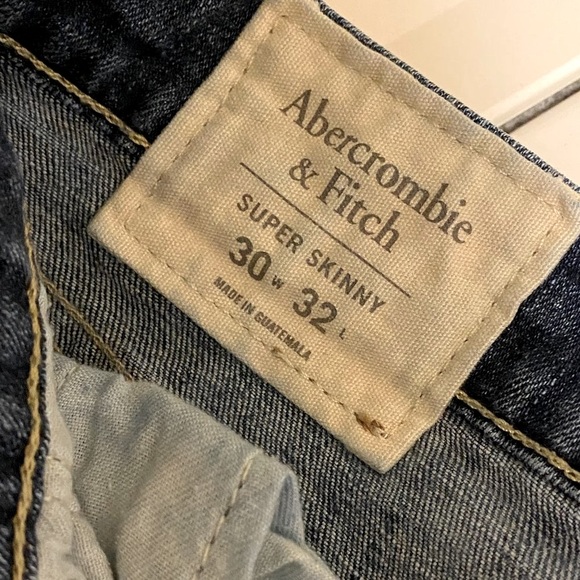 Abercrombie
& Fitch
SUPER SKINNY
30 W 32 L
MADE IN GUATEMALA